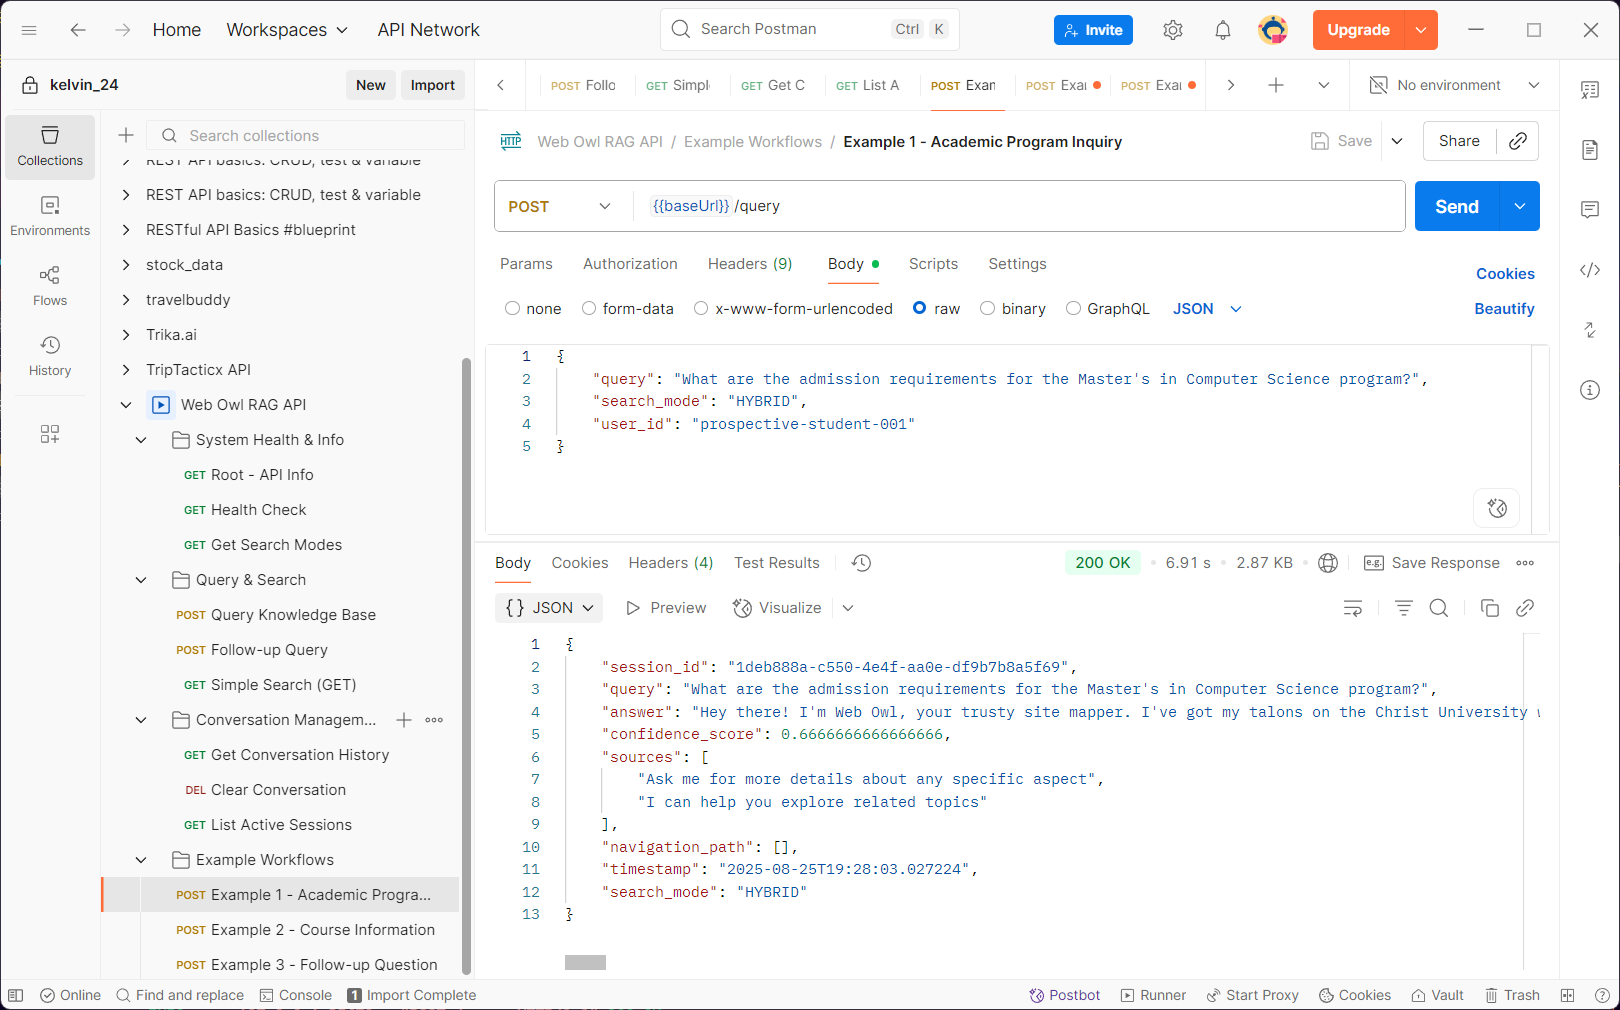 Home
Workspaces
API Network
Search Postman
Ctrl
K
Invite
Upgrade
kelvin_24
New
Import
POST Follo
GET Simpl
GET Get C
GET List A
POST Exan
POST Exar
POST Exar
No environment
Collections
Environments
Flows
History
Search collections
REST API basics: CRUD, test & variable
REST API basics: CRUD, test & variable
RESTful API Basics #blueprint
stock_data
travelbuddy
Trika.ai
TripTacticx API
Web Owl RAG API
System Health & Info
GET Root - API Info
GET Health Check
GET Get Search Modes
Query & Search
POST Query Knowledge Base
POST Follow-up Query
GET Simple Search (GET)
Conversation Managem...
GET Get Conversation History
DEL Clear Conversation
GET List Active Sessions
Example Workflows
POST Example 1 - Academic Progra...
POST Example 2 - Course Information
POST Example 3 - Follow-up Question
HTTP
Web Owl RAG API / Example Workflows / Example 1 - Academic Program Inquiry
Save
Share
POST
{{baseUrl}} /query
Send
Params
Authorization
Headers (9)
Body
Scripts
Settings
Cookies
none
form-data
x-www-form-urlencoded
raw
binary
GraphQL
JSON
Beautify
1 {
2 "query": "What are the admission requirements for the Master's in Computer Science program?",
3 "search_mode": "HYBRID",
4 "user_id": "prospective-student-001"
5 }
Body
Cookies
Headers (4)
Test Results
200 OK
6.91 s
2.87 KB
e.g. Save Response
{} JSON
Preview
Visualize
1 {
2 "session_id": "1deb888a-c550-4e4f-aa0e-df9b7b8a5f69",
3 "query": "What are the admission requirements for the Master's in Computer Science program?",
4 "answer": "Hey there! I'm Web Owl, your trusty site mapper. I've got my talons on the Christ University
5 "confidence_score": 0.6666666666666666,
6 "sources": [
7 "Ask me for more details about any specific aspect",
8 "I can help you explore related topics"
9 ],
10 "navigation_path": [],
11 "timestamp": "2025-08-25T19:28:03.027224",
12 "search_mode": "HYBRID"
13 }
Online
Find and replace
Console
1 Import Complete
Postbot
Runner
Start Proxy
Cookies
Vault
Trash